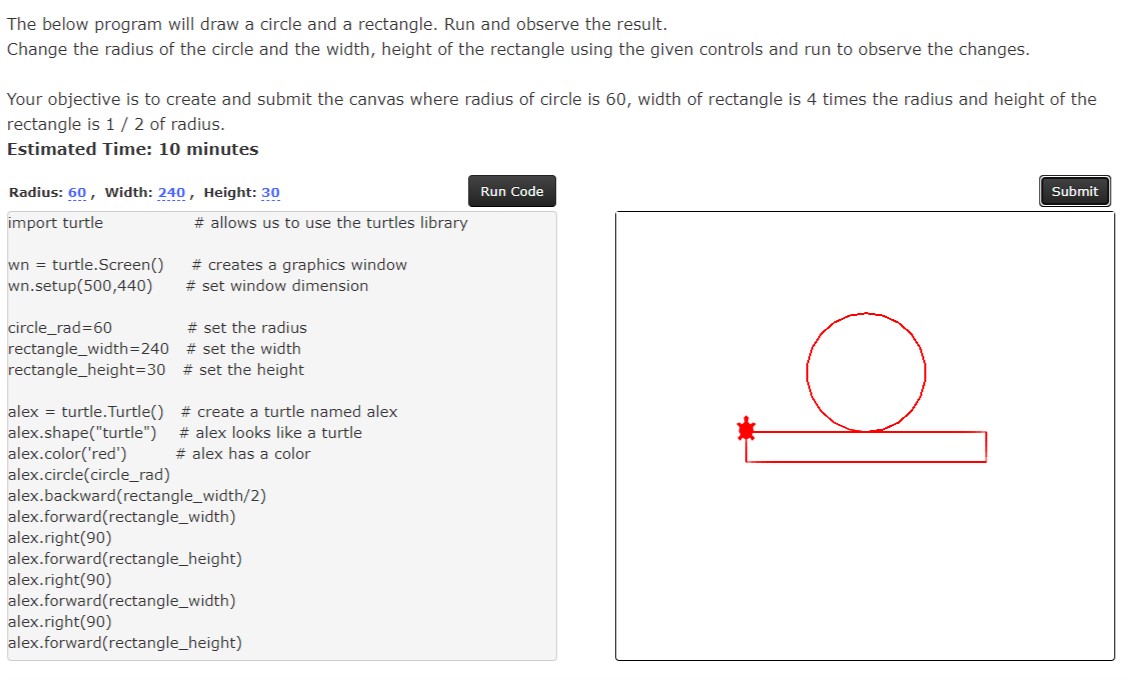 The below program will draw a circle and a rectangle. Run and observe the result.
Change the radius of the circle and the width, height of the rectangle using the given controls and run to observe the changes.
Your objective is to create and submit the canvas where radius of circle is 60, width of rectangle is 4 times the radius and height of the
rectangle is 1 / 2 of radius.
Estimated Time: 10 minutes
Radius: 60 , Width: 240 , Height: 30 Run Code Submit
import turtle # allows us to use the turtles library
wn = turtle.Screen() # creates a graphics window
wn.setup(500,440) # set window dimension
circle_rad=60 # set the radius
rectangle_width=240 # set the width
rectangle_height=30 # set the height
alex = turtle.Turtle() # create a turtle named alex
alex.shape("turtle") # alex looks like a turtle
alex.color('red') # alex has a color
alex.circle(circle_rad)
alex.backward(rectangle_width/2)
alex.forward(rectangle_width)
alex.right(90)
alex.forward(rectangle_height)
alex.right(90)
alex.forward(rectangle_width)
alex.right(90)
alex.forward(rectangle_height)